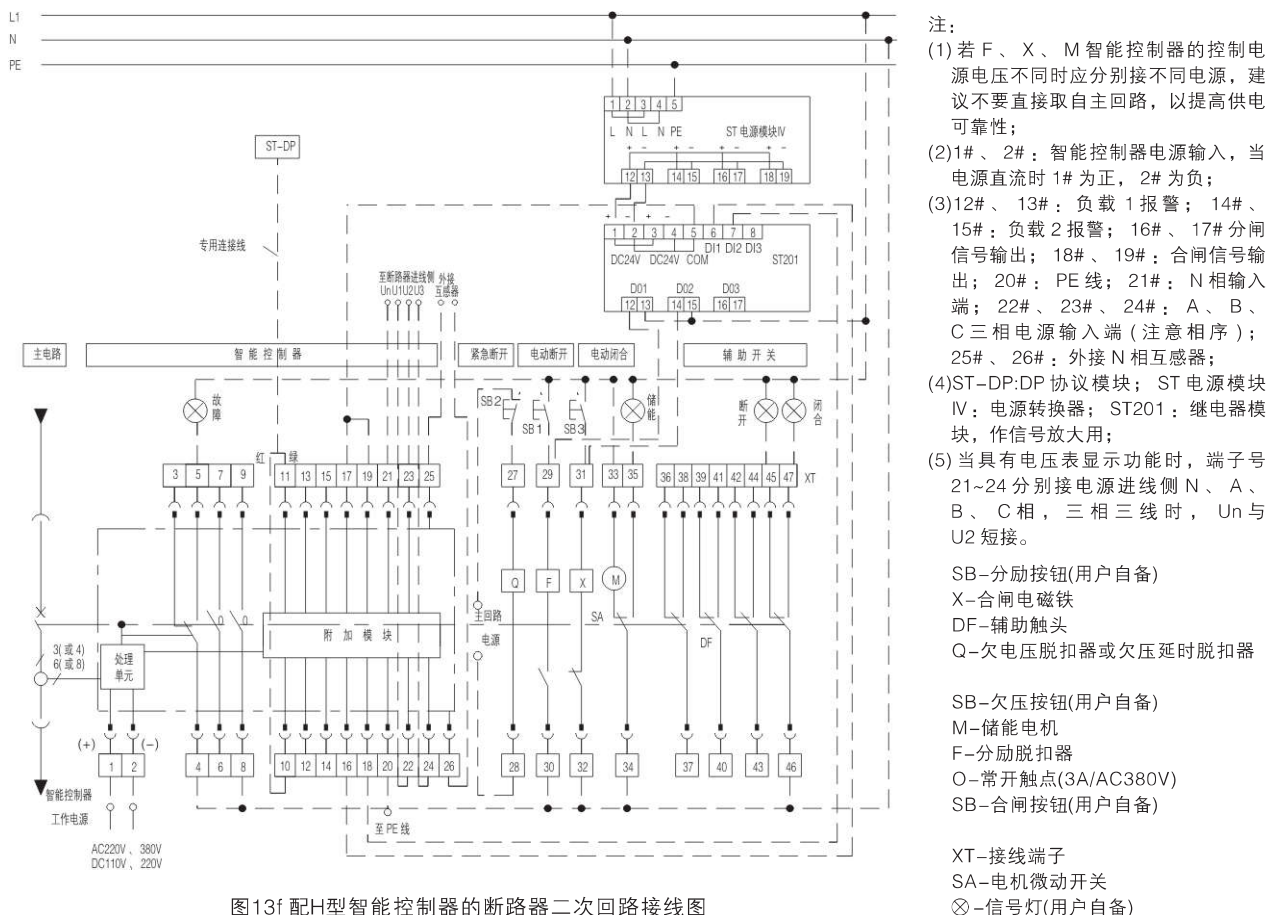 L1
N
PE
1 2 3 4 5
L N L N PE ST 电源模块Ⅳ
+ - + - + - + -
12 13 14 15 16 17 18 19
ST-DP
专用连接线
+ - + -
1 2 3 4 5 6 7 8
DI1 DI2 DI3
DC24V DC24V COM ST201
D01 D02 D03
12 13 14 15 16 17
至断路器进线侧 外接
Un U1 U2 U3 互感器
主电路 智能控制器 紧急断开 电动断开 电动闭合 辅助开关
故障
SB2
SB1
SB3
储能
断开
闭合
红 绿
3 5 7 9 11 13 15 17 19 21 23 25 27 29 31 33 35 36 38 39 41 42 44 45 47 XT
Q F X M
主回路
电源
SA
DF
附加模块
3(或4)
6(或8)
处理
单元
(+) (-)
1 2 4 6 8 10 12 14 16 18 20 22 24 26 28 30 32 34 37 40 43 46
智能控制器
工作电源
至PE线
AC220V 、 380V
DC110V 、 220V
图13f 配H型智能控制器的断路器二次回路接线图
注：
(1) 若 F 、 X 、 M 智能控制器的控制电
源电压不同时应分别接不同电源，建
议不要直接取自主回路，以提高供电
可靠性；
(2)1# 、 2# ：智能控制器电源输入，当
电源直流时 1# 为正， 2# 为负；
(3)12# 、 13# ：负载 1 报警； 14# 、
15# ：负载 2 报警； 16# 、 17# 分闸
信号输出； 18# 、 19# ：合闸信号输
出； 20# ： PE 线； 21# ： N 相输入
端； 22# 、 23# 、 24# ： A 、 B 、
C 三相电源输入端 ( 注意相序 ) ；
25# 、 26# ：外接 N 相互感器；
(4)ST-DP:DP 协议模块； ST 电源模块
Ⅳ：电源转换器； ST201 ：继电器模
块，作信号放大用；
(5) 当具有电压表显示功能时，端子号
21~24 分别接电源进线侧 N 、 A 、
B 、 C 相，三相三线时， Un 与
U2 短接。
SB-分励按钮(用户自备)
X-合闸电磁铁
DF-辅助触头
Q-欠电压脱扣器或欠压延时脱扣器
SB-欠压按钮(用户自备)
M-储能电机
F-分励脱扣器
O-常开触点(3A/AC380V)
SB-合闸按钮(用户自备)
XT-接线端子
SA-电机微动开关
⊗-信号灯(用户自备)